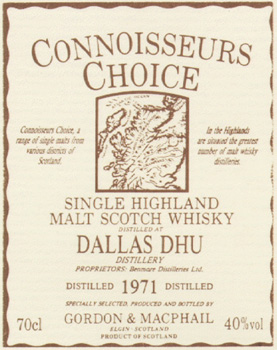 CONNOISSEURS
CHOICE
Connoisseurs Choice, a
range of single malts from
various districts of
Scotland.
In the Highlands
are situated the greatest
number of malt whisky
distilleries.
SINGLE HIGHLAND
MALT SCOTCH WHISKY
DISTILLED AT
DALLAS DHU
DISTILLERY
PROPRIETORS: Benmore Distilleries Ltd.
DISTILLED 1971 DISTILLED
SPECIALLY SELECTED, PRODUCED AND BOTTLED BY
70cl GORDON & MACPHAIL 40%vol
ELGIN · SCOTLAND
PRODUCT OF SCOTLAND